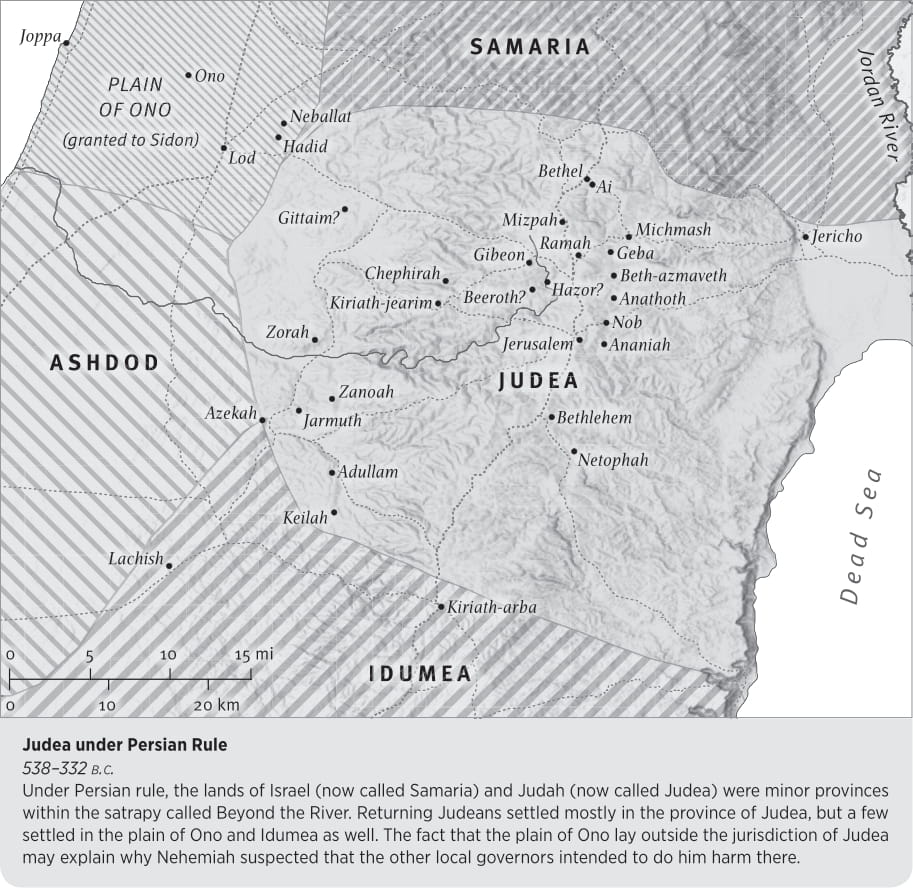 Joppa
SAMARIA
Ono
PLAIN
OF ONO
(granted to Sidon)
Jordan River
Neballat
Hadid
Lod
Bethel
Ai
Gittaim?
Mizpah
Michmash
Jericho
Ramah
Geba
Gibeon
Chephirah
Beth-azmaveth
Hazor?
Beeroth?
Anathoth
Kiriath-jearim
Nob
Zorah
Jerusalem
Ananiah
ASHDOD
JUDEA
Zanoah
Azekah
Jarmuth
Bethlehem
Netophah
Adullam
Keilah
Dead Sea
Lachish
Kiriath-arba
0 5 10 15 mi
IDUMEA
0 10 20 km
Judea under Persian Rule
538–332 B.C.
Under Persian rule, the lands of Israel (now called Samaria) and Judah (now called Judea) were minor provinces
within the satrapy called Beyond the River. Returning Judeans settled mostly in the province of Judea, but a few
settled in the plain of Ono and Idumea as well. The fact that the plain of Ono lay outside the jurisdiction of Judea
may explain why Nehemiah suspected that the other local governors intended to do him harm there.